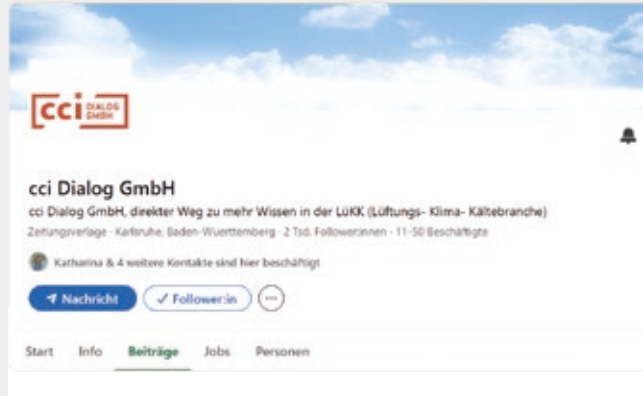 cci DIALOG GMBH
cci Dialog GmbH
cci Dialog GmbH, direkter Weg zu mehr Wissen in der LüKK (Lüftungs- Klima- Kältebranche)
Zeitungsverlage · Karlsruhe, Baden-Wuerttemberg · 2 Tsd. Follower:innen · 11-50 Beschäftigte
Katharina & 4 weitere Kontakte sind hier beschäftigt
Nachricht ✓ Follower:in
Start Info Beiträge Jobs Personen